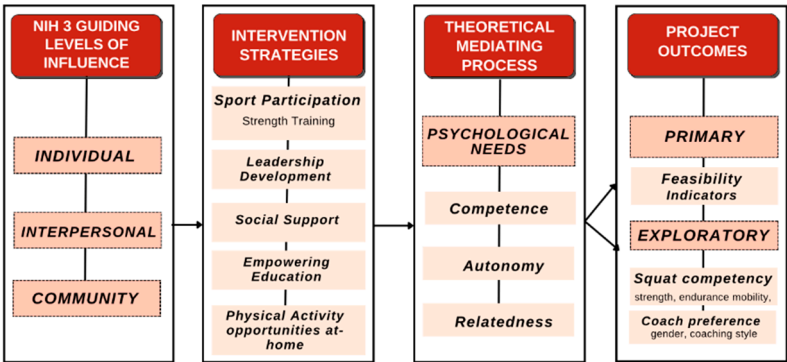 NIH 3 GUIDING
LEVELS OF
INFLUENCE
INDIVIDUAL
INTERPERSONAL
COMMUNITY
INTERVENTION
STRATEGIES
Sport Participation
Strength Training
Leadership
Development
Social Support
Empowering
Education
Physical Activity
opportunities at-
home
THEORETICAL
MEDIATING
PROCESS
PSYCHOLOGICAL
NEEDS
Competence
Autonomy
Relatedness
PROJECT
OUTCOMES
PRIMARY
Feasibility
Indicators
EXPLORATORY
Squat competency
strength, endurance mobility,
Coach preference
gender, coaching style